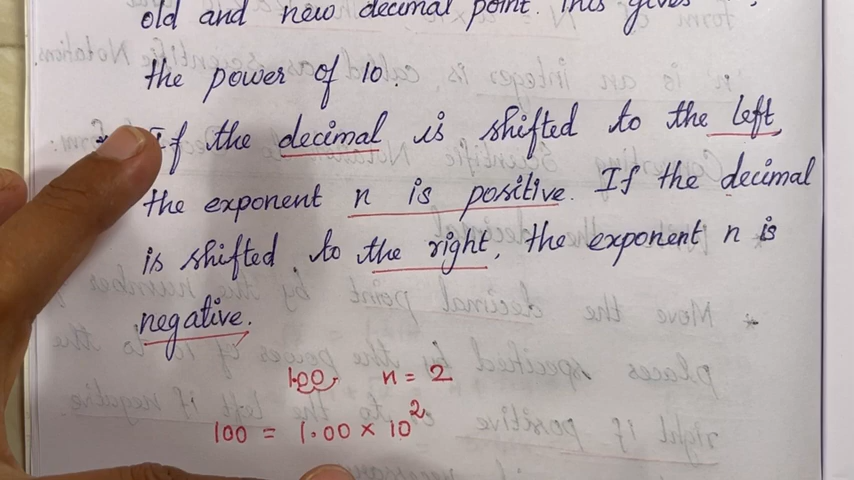 old and new decimal point. This gives
the power of 10.
* If the decimal is shifted to the left,
the exponent n is positive. If the decimal
is shifted to the right, the exponent n is
negative.
100. n = 2
100 = 1.00 × 10²